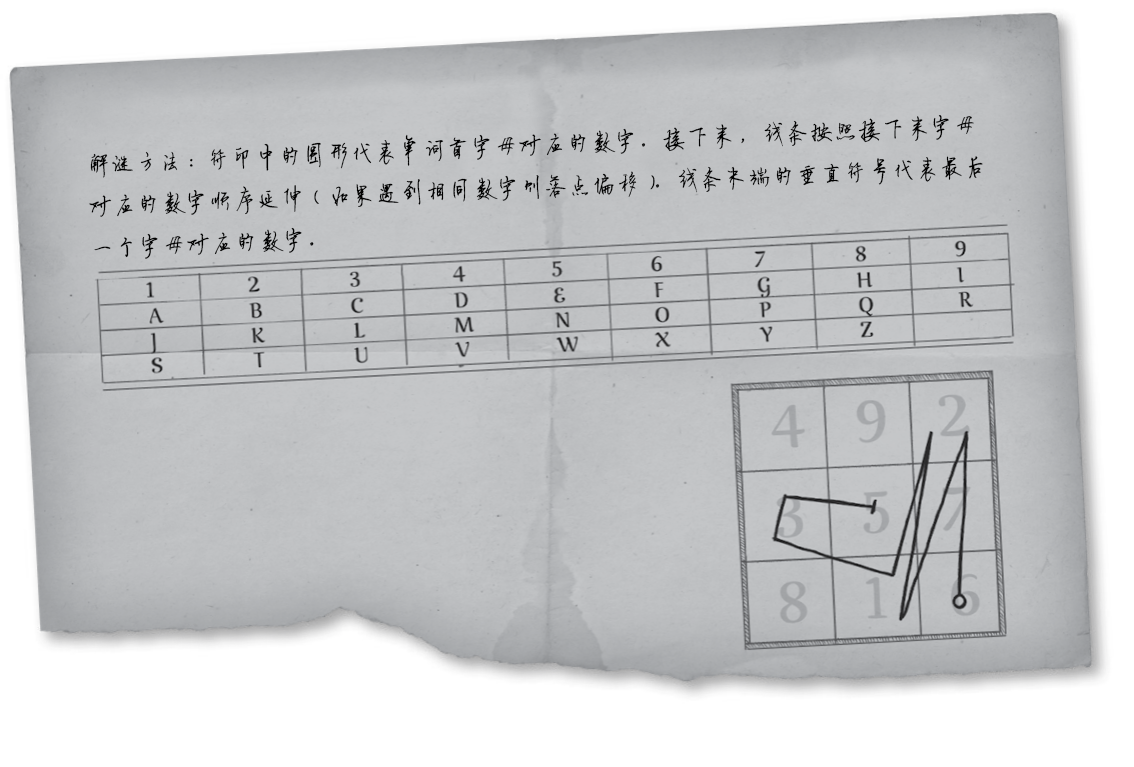 解谜方法：符印中的圆形代表单词首字母对应的数字．接下来，线条按照接下来字母
对应的数字顺序延伸（如果遇到相同数字则落点偏移）．线条末端的垂直符号代表最后
一个字母对应的数字．
1 2 3 4 5 6 7 8 9
A B C D E F G H I
J K L M N O P Q R
S T U V W X Y Z
4 9 2
3 5 7
8 1 6